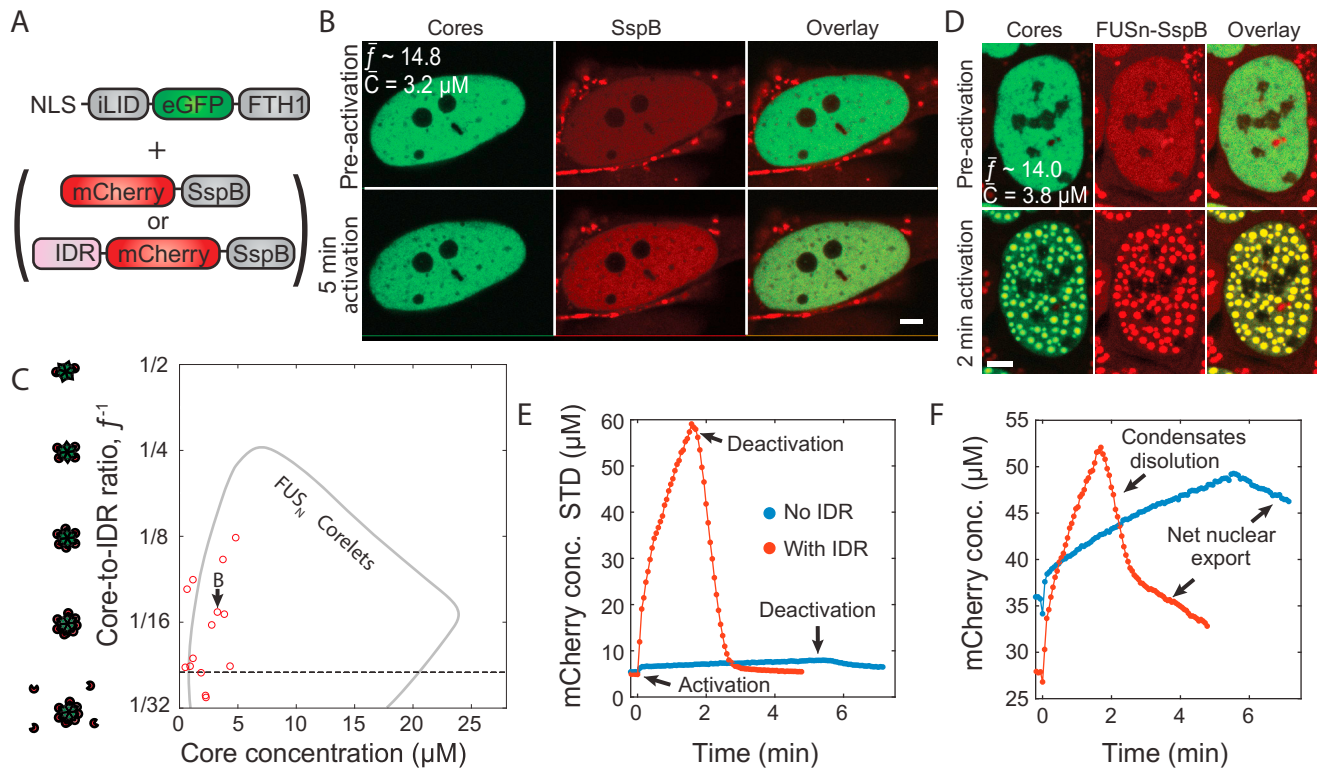 A
NLS
iLID
eGFP
FTH1
+
mCherry
SspB
or
IDR
mCherry
SspB
B
Cores
SspB
Overlay
Pre-activation
f̄ ~ 14.8
C̄ = 3.2 µM
5 min
activation
D
Cores
FUSn-SspB
Overlay
Pre-activation
f̄ ~ 14.0
C̄ = 3.8 µM
2 min activation
C
Core-to-IDR ratio, f⁻¹
1/2
1/4
1/8
1/16
1/32
FUS_N Corelets
B
0
5
10
15
20
25
Core concentration (µM)
E
mCherry conc. STD (µM)
60
50
40
30
20
10
0
Deactivation
No IDR
With IDR
Deactivation
Activation
0
2
4
6
Time (min)
F
mCherry conc. (µM)
55
50
45
40
35
30
25
Condensates
disolution
Net nuclear
export
0
2
4
6
Time (min)